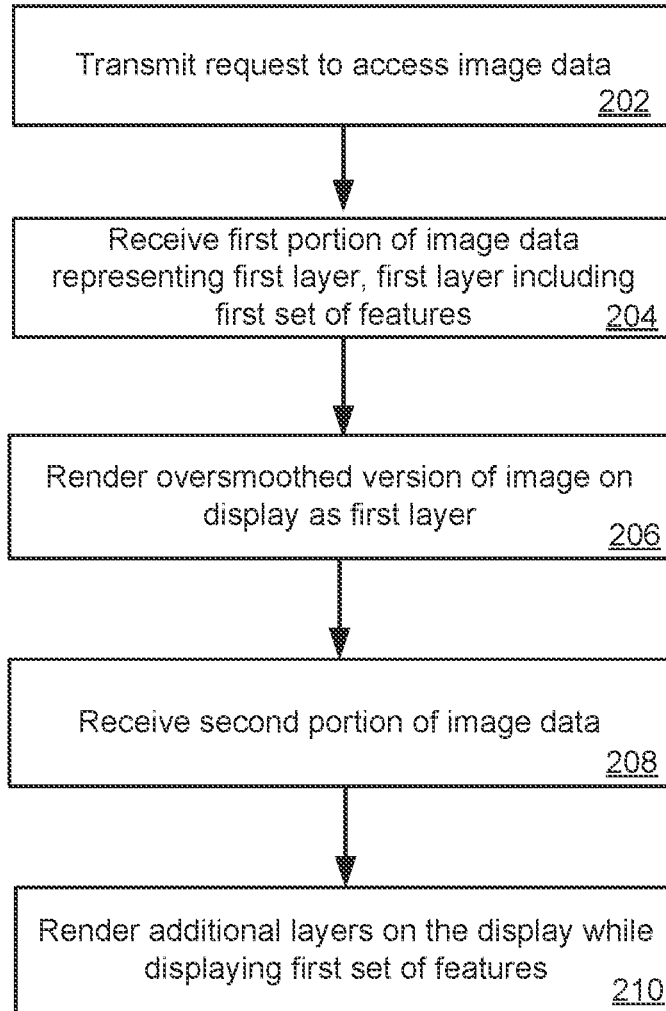 Transmit request to access image data
202
Receive first portion of image data
representing first layer, first layer including
first set of features
204
Render oversmoothed version of image on
display as first layer
206
Receive second portion of image data
208
Render additional layers on the display while
displaying first set of features
210